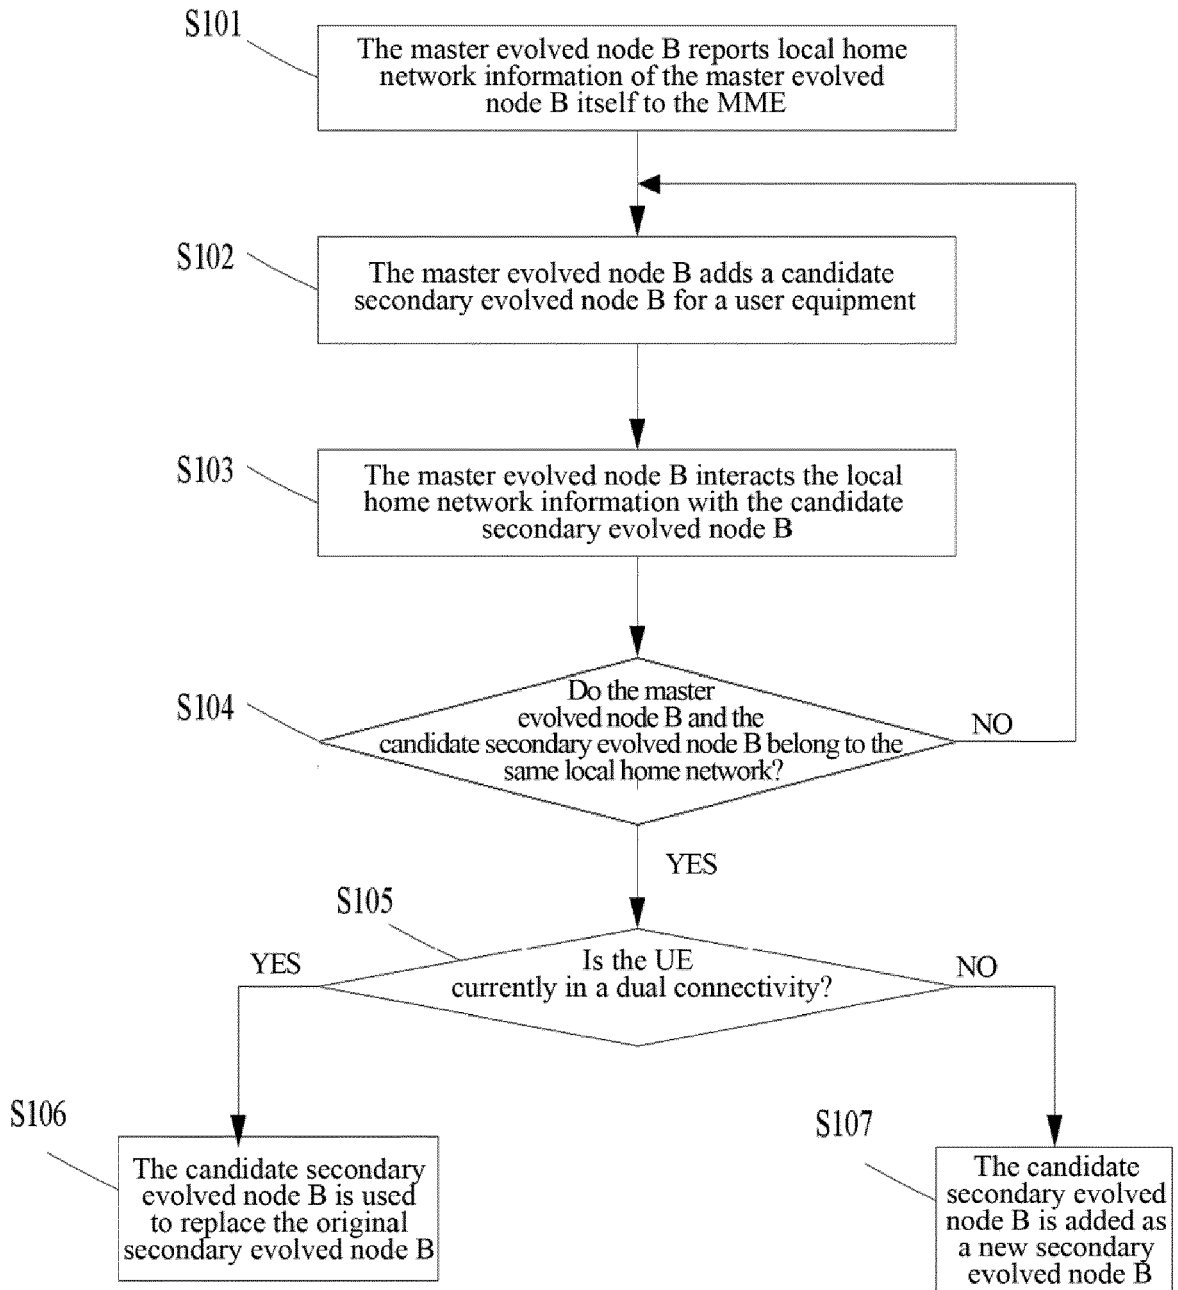 S101
The master evolved node B reports local home
network information of the master evolved
node B itself to the MME
S102
The master evolved node B adds a candidate
secondary evolved node B for a user equipment
S103
The master evolved node B interacts the local
home network information with the candidate
secondary evolved node B
S104
Do the master
evolved node B and the
candidate secondary evolved node B belong to the
same local home network?
NO
YES
S105
Is the UE
currently in a dual connectivity?
YES
NO
S106
The candidate secondary
evolved node B is used
to replace the original
secondary evolved node B
S107
The candidate
secondary evolved
node B is added as
a new secondary
evolved node B